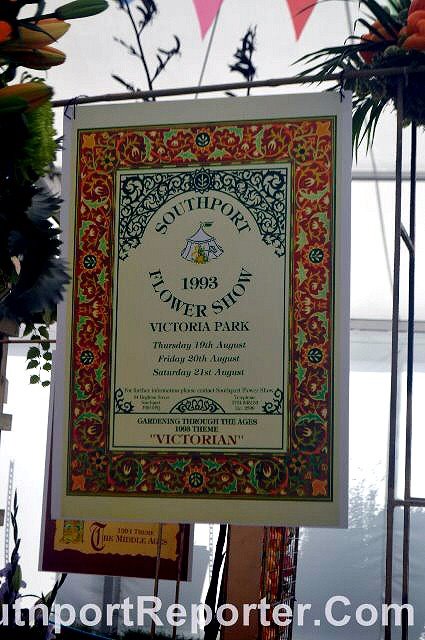 SOUTHPORT
1993
FLOWER SHOW
VICTORIA PARK
Thursday 19th August
Friday 20th August
Saturday 21st August
For further information please contact Southport Flower Show
Southport
GARDENING THROUGH THE AGES
1993 THEME
"VICTORIAN"
1994 THEME
THE MIDDLE AGES
uthportReporter.Com